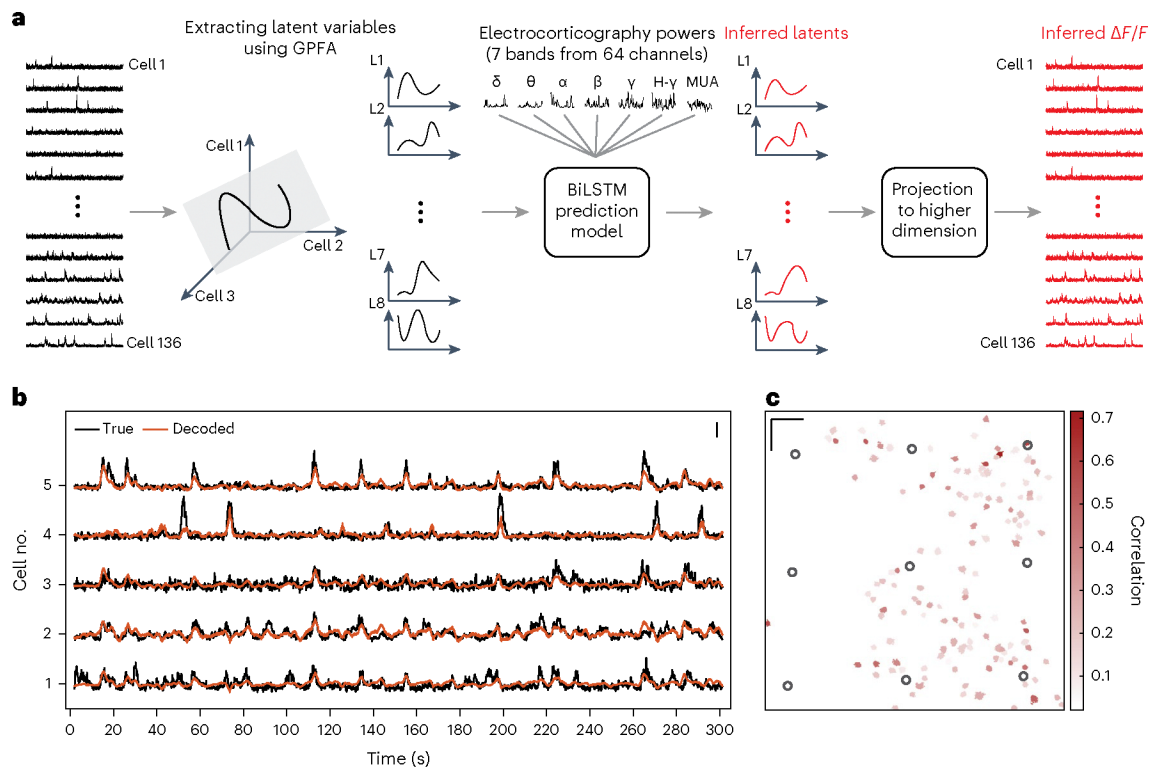 a
Extracting latent variables
using GPFA
Electrocorticography powers
(7 bands from 64 channels)
Inferred latents
Inferred ΔF/F
Cell 1
L1
δ θ α β γ H-γ MUA
L1
Cell 1
L2
L2
Cell 1
BiLSTM
prediction
model
Projection
to higher
dimension
Cell 2
Cell 3
L7
L7
L8
L8
Cell 136
Cell 136
b
True
Decoded
5
4
3
2
1
Cell no.
0 20 40 60 80 100 120 140 160 180 200 220 240 260 280 300
Time (s)
c
0.7
0.6
0.5
0.4
0.3
0.2
0.1
Correlation